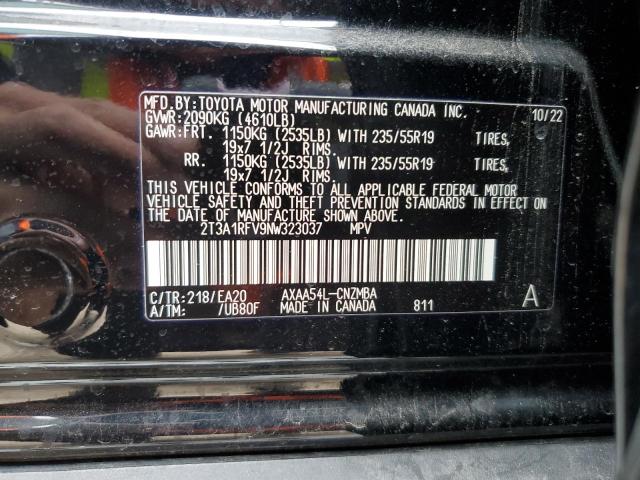 MFD.BY:TOYOTA MOTOR MANUFACTURING CANADA INC. 10/22
GVWR:2090KG (4610LB)
GAWR:FRT. 1150KG (2535LB) WITH 235/55R19 TIRES,
19x7 1/2J RIMS.
RR. 1150KG (2535LB) WITH 235/55R19 TIRES,
19x7 1/2J RIMS.
THIS VEHICLE CONFORMS TO ALL APPLICABLE FEDERAL MOTOR
VEHICLE SAFETY AND THEFT PREVENTION STANDARDS IN EFFECT ON
THE DATE OF MANUFACTURE SHOWN ABOVE.
2T3A1RFV9NW323037 MPV
C/TR:218/EA20 AXAA54L-CNZMBA A
A/TM: /UB80F MADE IN CANADA 811